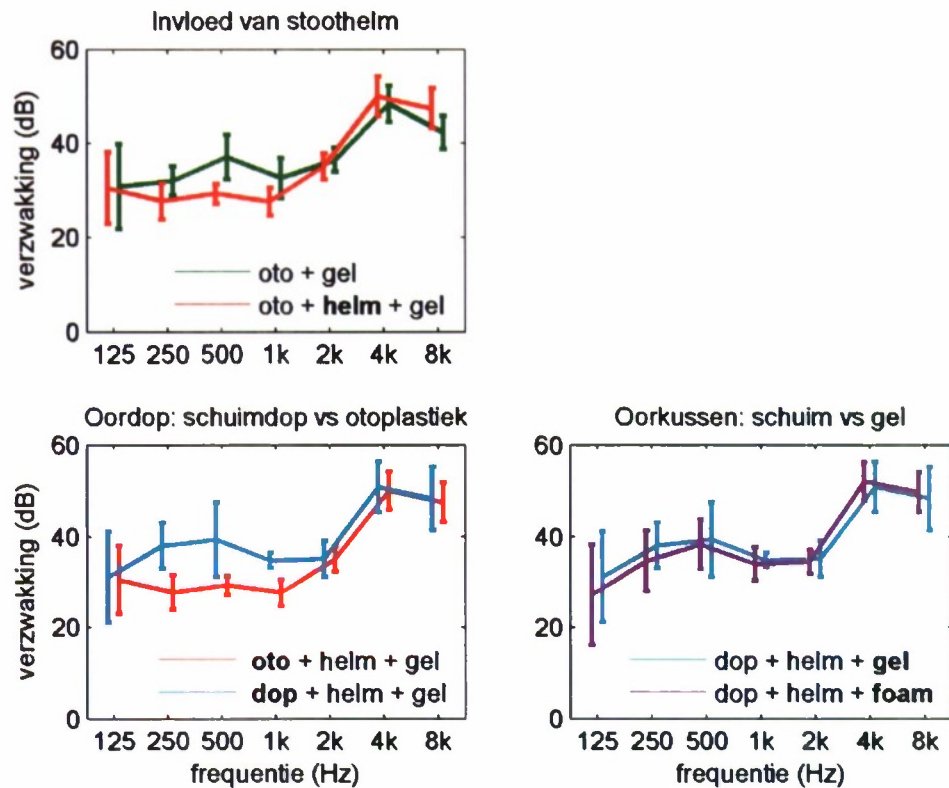 Invloed van stoothelm
verzwakking (dB)
60
40
20
0
oto + gel
oto + helm + gel
125 250 500 1k 2k 4k 8k
Oordop: schuimdop vs otoplastiek
verzwakking (dB)
60
40
20
0
oto + helm + gel
dop + helm + gel
125 250 500 1k 2k 4k 8k
frequentie (Hz)
Oorkussen: schuim vs gel
60
40
20
0
dop + helm + gel
dop + helm + foam
125 250 500 1k 2k 4k 8k
frequentie (Hz)